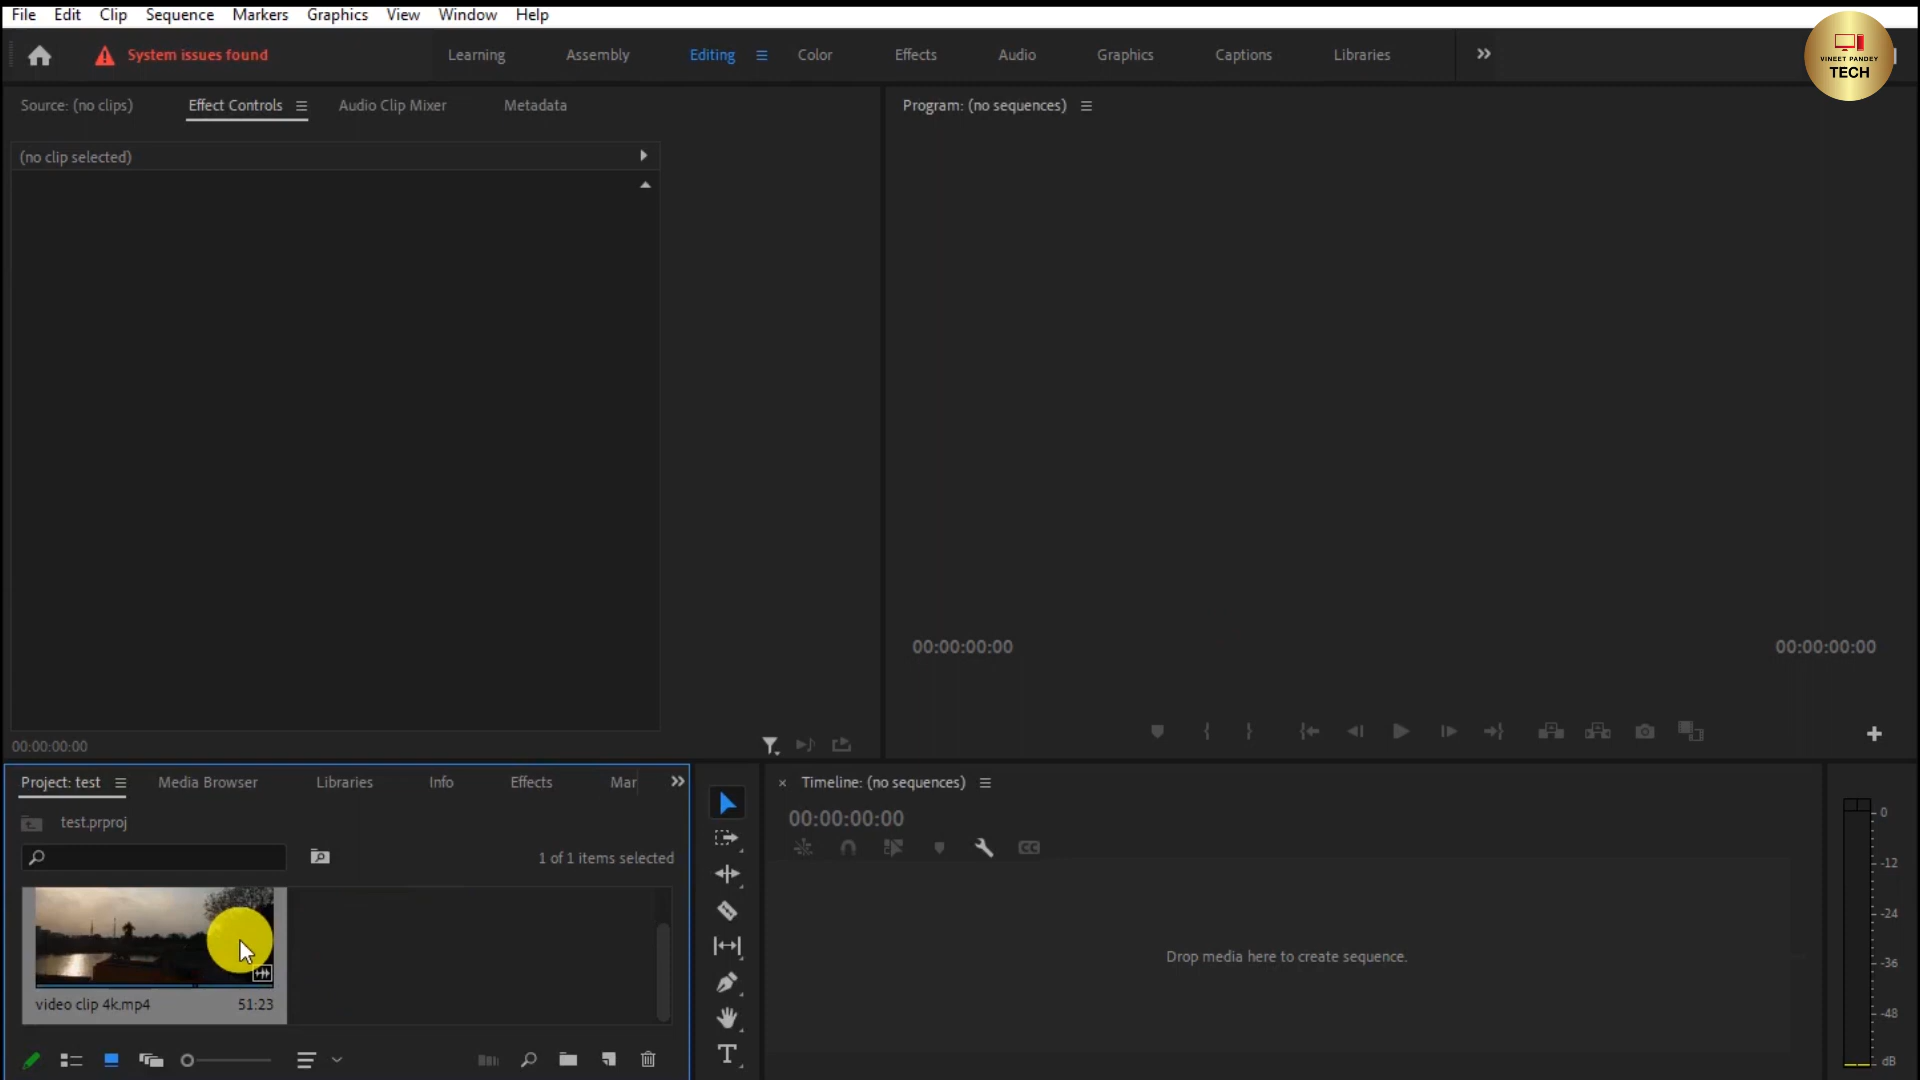 File Edit Clip Sequence Markers Graphics View Window Help
System issues found
Learning Assembly Editing Color Effects Audio Graphics Captions Libraries
VINEET PANDEY
TECH
Source: (no clips) Effect Controls Audio Clip Mixer Metadata
Program: (no sequences)
(no clip selected)
00:00:00:00 00:00:00:00
00:00:00:00
Project: test Media Browser Libraries Info Effects Mar
Timeline: (no sequences)
test.prproj
00:00:00:00
1 of 1 items selected
CC
Drop media here to create sequence.
video clip 4k.mp4 51:23
T
0
-12
-24
-36
-48
dB